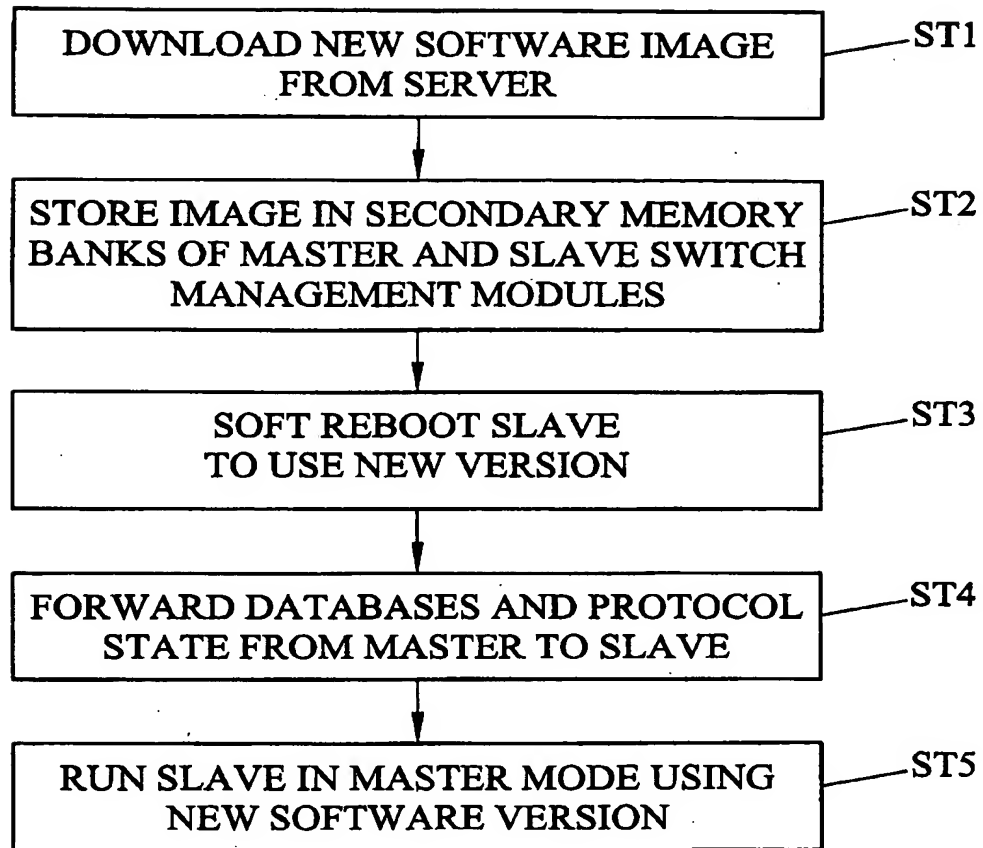 DOWNLOAD NEW SOFTWARE IMAGE
FROM SERVER
ST1
STORE IMAGE IN SECONDARY MEMORY
BANKS OF MASTER AND SLAVE SWITCH
MANAGEMENT MODULES
ST2
SOFT REBOOT SLAVE
TO USE NEW VERSION
ST3
FORWARD DATABASES AND PROTOCOL
STATE FROM MASTER TO SLAVE
ST4
RUN SLAVE IN MASTER MODE USING
NEW SOFTWARE VERSION
ST5